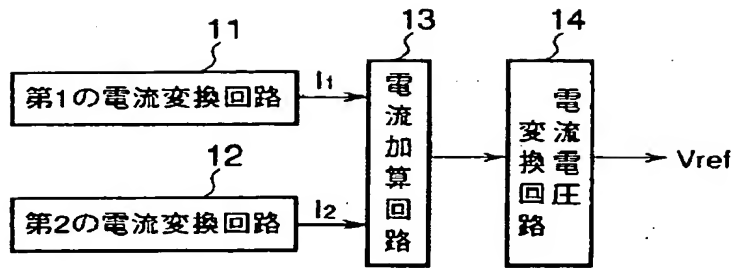 11
第1の電流変換回路
I1
12
第2の電流変換回路
I2
13
電流加算回路
14
電流電圧
変換回路
Vref